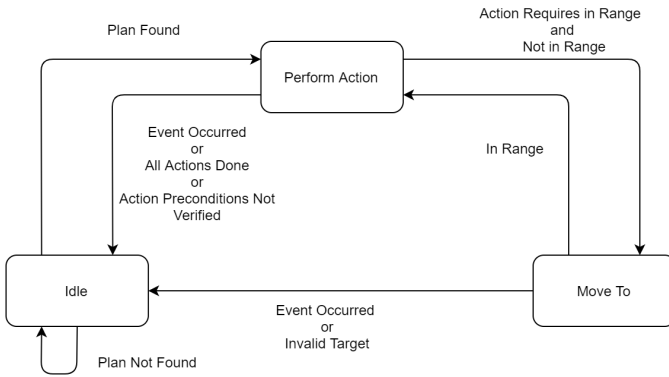 Action Requires in Range
and
Not in Range
Plan Found
Perform Action
Event Occurred
or
All Actions Done
or
Action Preconditions Not
Verified
In Range
Idle
Move To
Event Occurred
or
Invalid Target
Plan Not Found